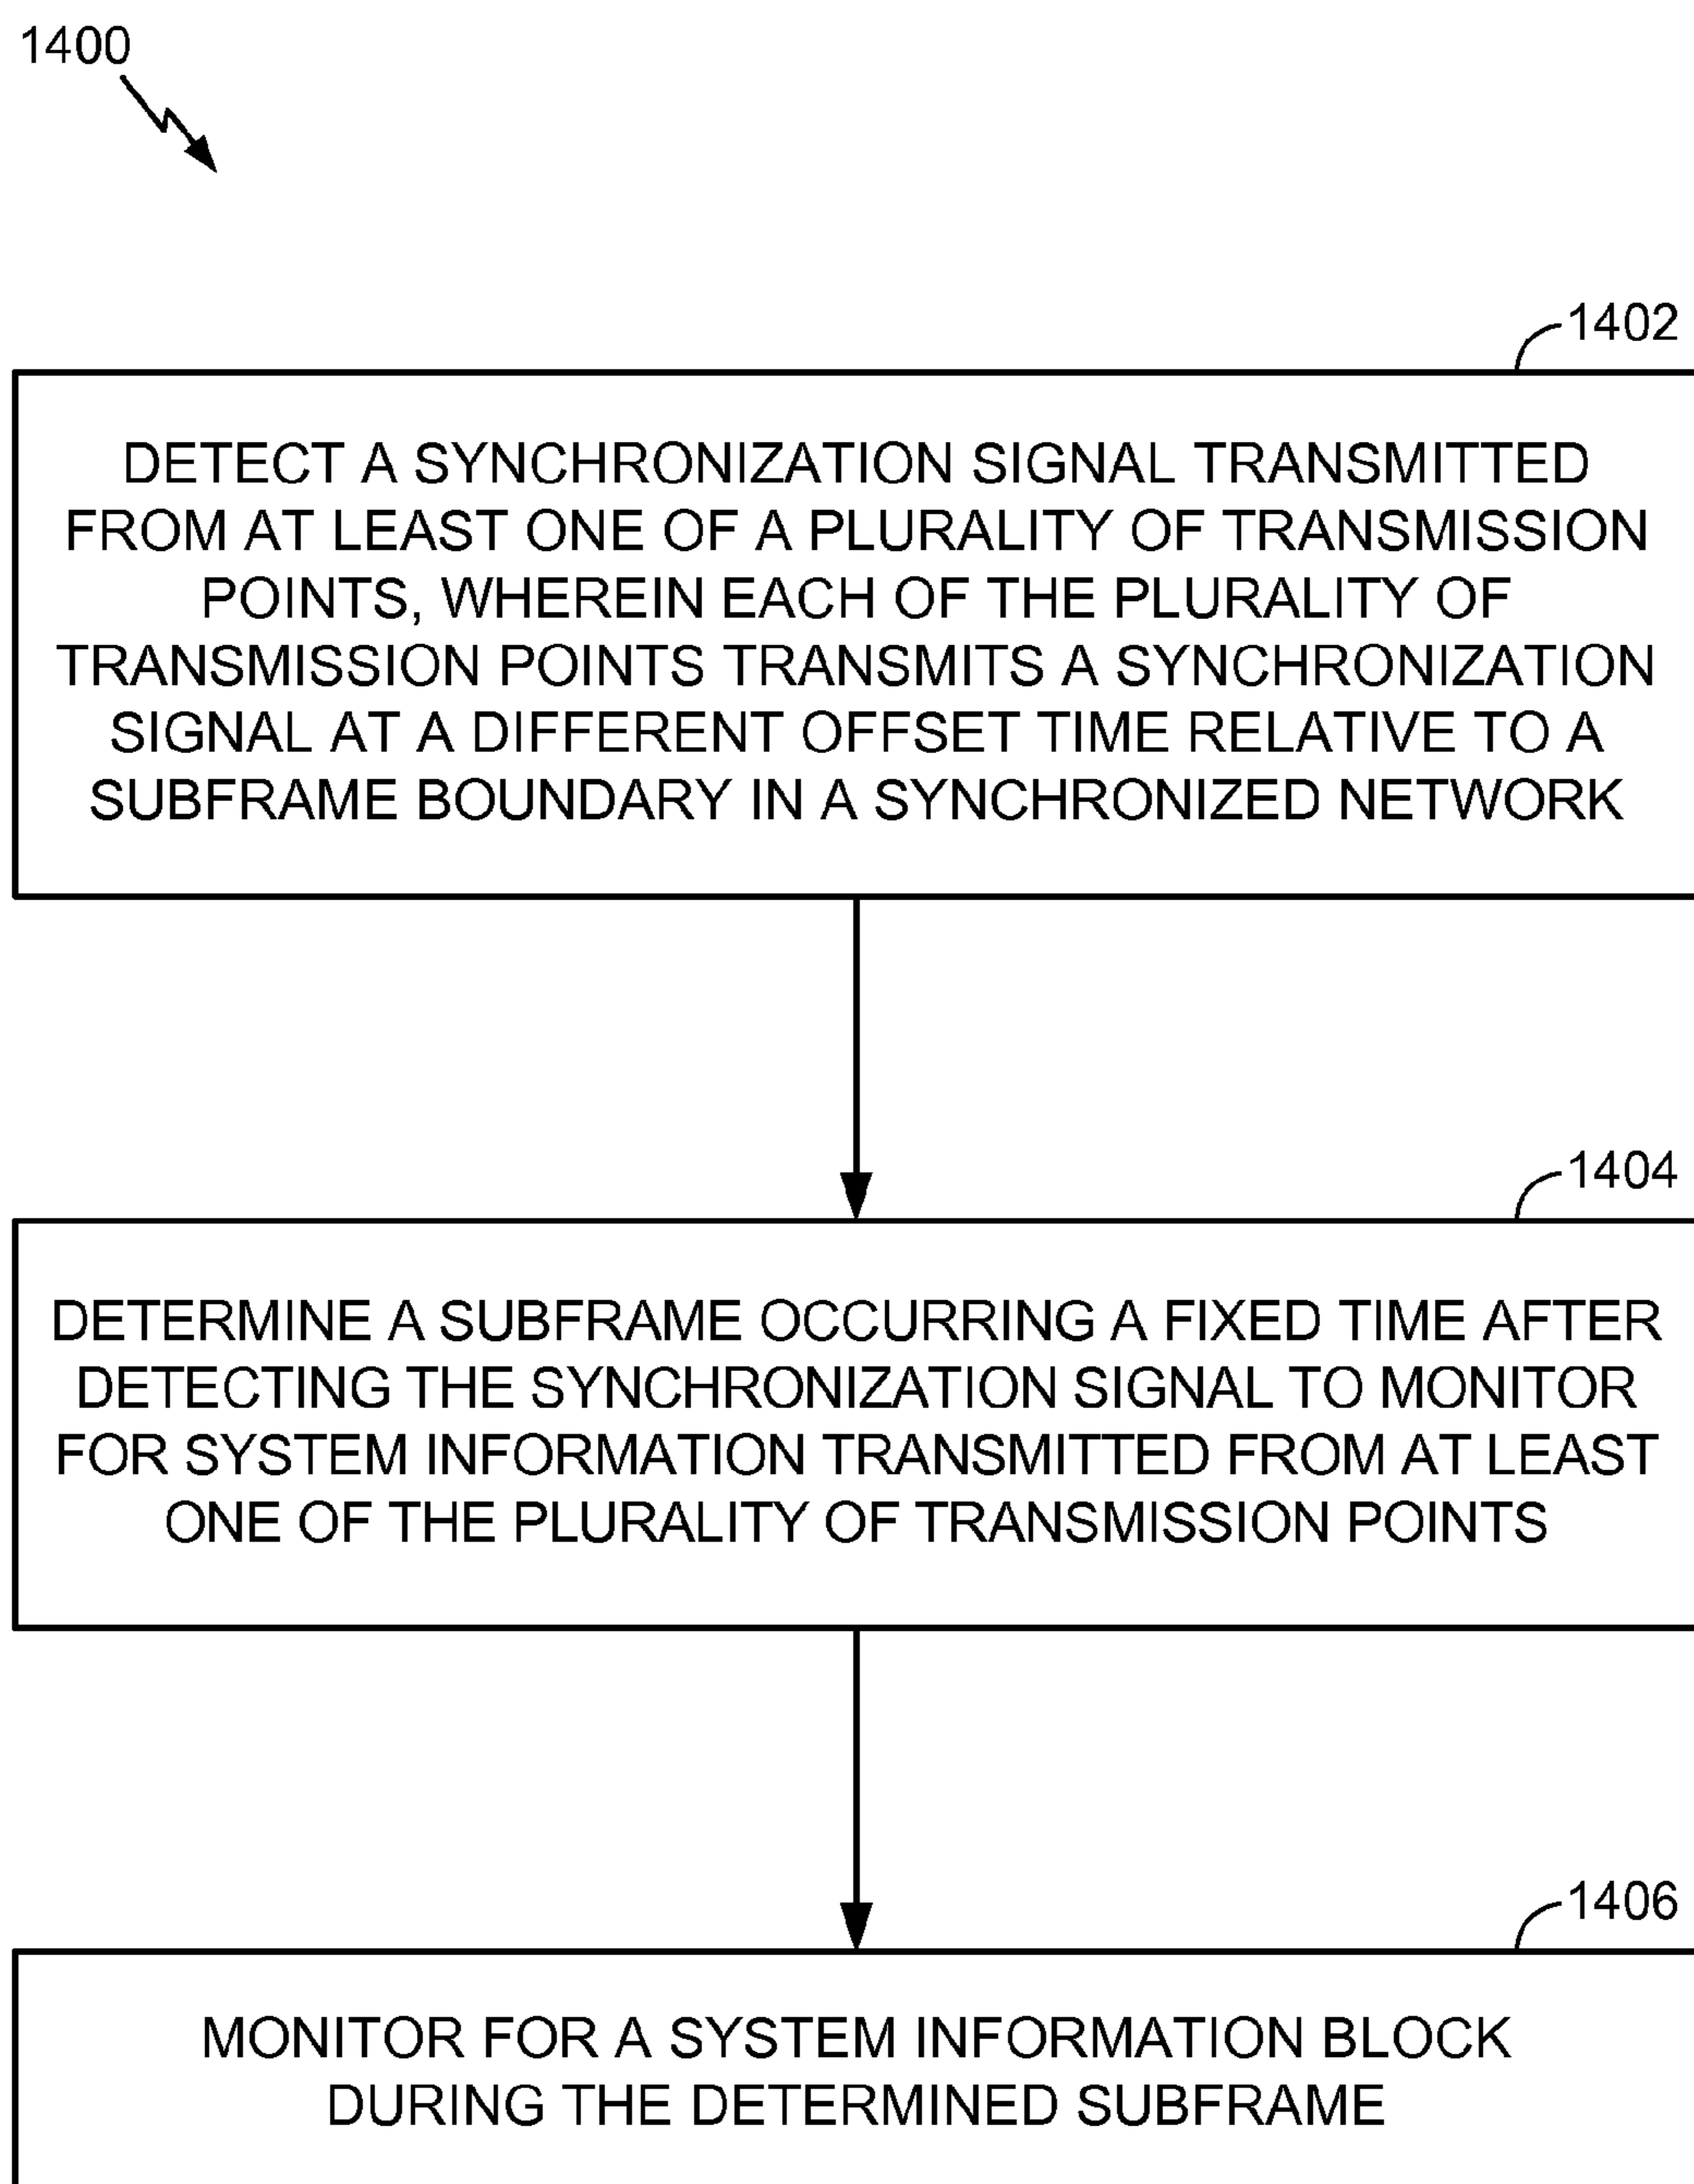 1400
1402
DETECT A SYNCHRONIZATION SIGNAL TRANSMITTED
FROM AT LEAST ONE OF A PLURALITY OF TRANSMISSION
POINTS, WHEREIN EACH OF THE PLURALITY OF
TRANSMISSION POINTS TRANSMITS A SYNCHRONIZATION
SIGNAL AT A DIFFERENT OFFSET TIME RELATIVE TO A
SUBFRAME BOUNDARY IN A SYNCHRONIZED NETWORK
1404
DETERMINE A SUBFRAME OCCURRING A FIXED TIME AFTER
DETECTING THE SYNCHRONIZATION SIGNAL TO MONITOR
FOR SYSTEM INFORMATION TRANSMITTED FROM AT LEAST
ONE OF THE PLURALITY OF TRANSMISSION POINTS
1406
MONITOR FOR A SYSTEM INFORMATION BLOCK
DURING THE DETERMINED SUBFRAME